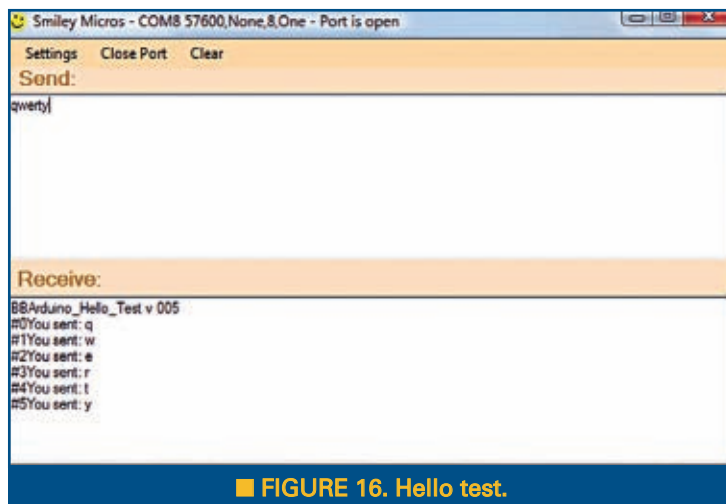 Smiley Micros - COM8 57600,None,8,One - Port is open
Settings Close Port Clear
Send:
qwerty
Receive:
BBArduino_Hello_Test v 005
#0You sent: q
#1You sent: w
#2You sent: e
#3You sent: r
#4You sent: t
#5You sent: y
■ FIGURE 16. Hello test.